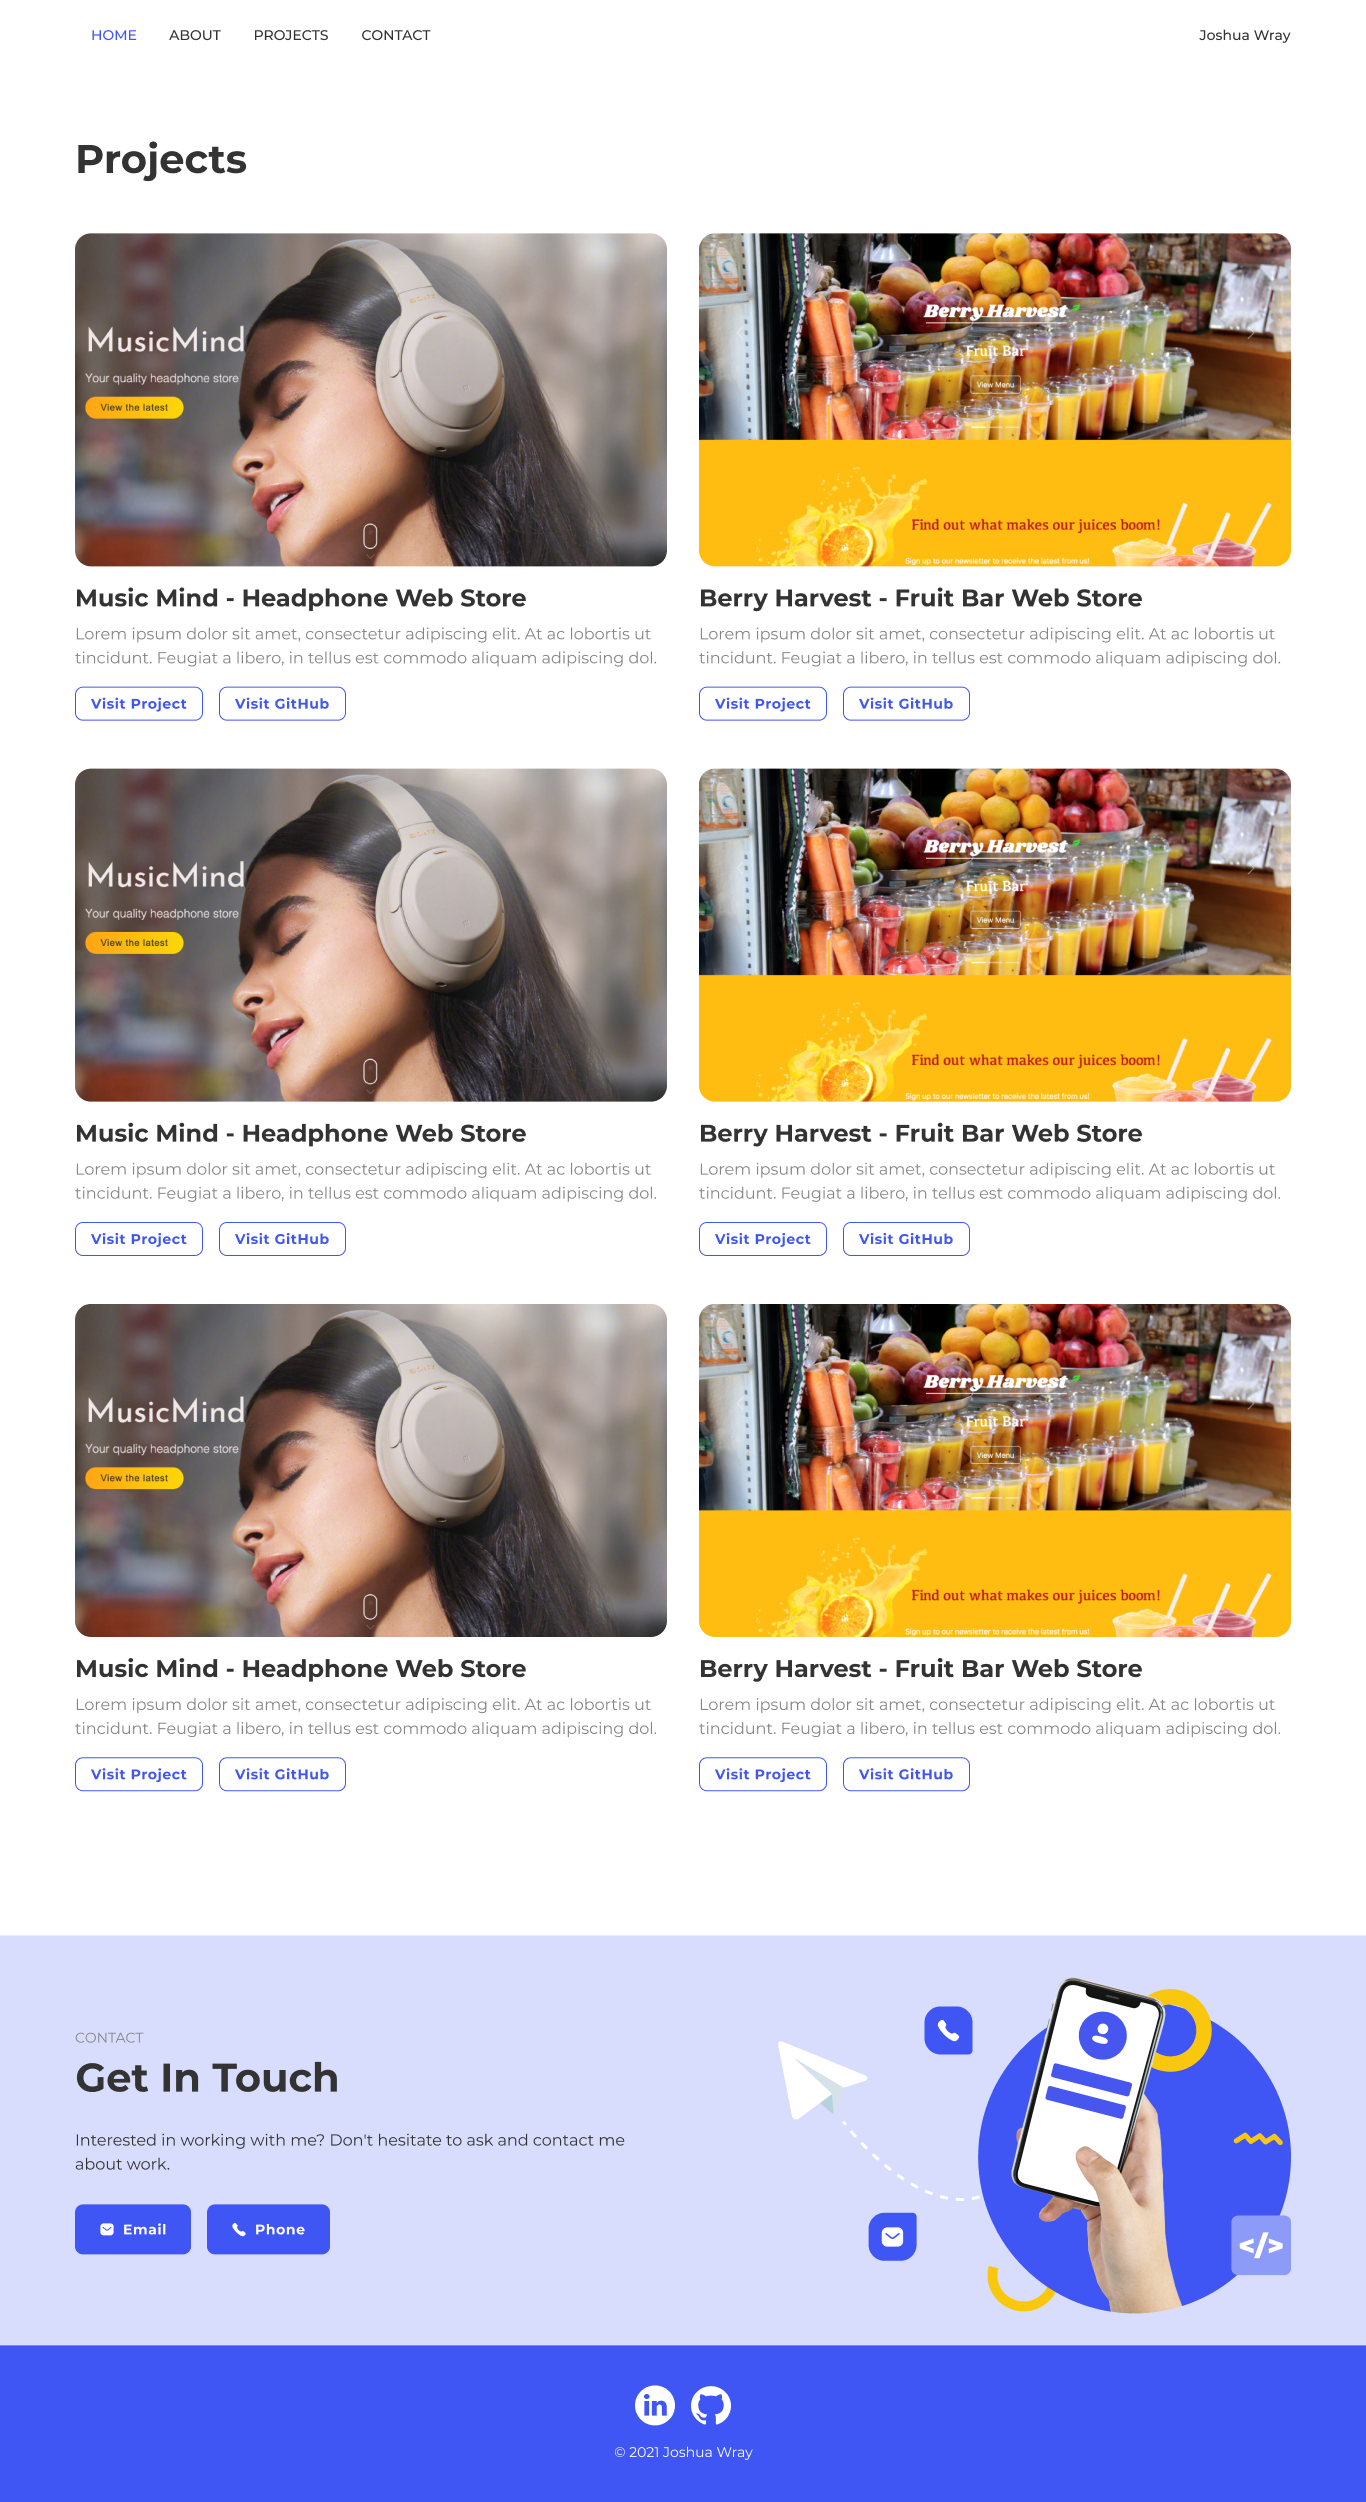 HOME ABOUT PROJECTS CONTACT Joshua Wray
Projects
MusicMind
Your quality headphone store
View the latest
Music Mind - Headphone Web Store
Lorem ipsum dolor sit amet, consectetur adipiscing elit. At ac lobortis ut
tincidunt. Feugiat a libero, in tellus est commodo aliquam adipiscing dol.
Visit Project Visit GitHub
Berry Harvest
Fruit Bar
View Menu
Find out what makes our juices boom!
Sign up to our newsletter to receive the latest from us!
Berry Harvest - Fruit Bar Web Store
Lorem ipsum dolor sit amet, consectetur adipiscing elit. At ac lobortis ut
tincidunt. Feugiat a libero, in tellus est commodo aliquam adipiscing dol.
Visit Project Visit GitHub
MusicMind
Your quality headphone store
View the latest
Music Mind - Headphone Web Store
Lorem ipsum dolor sit amet, consectetur adipiscing elit. At ac lobortis ut
tincidunt. Feugiat a libero, in tellus est commodo aliquam adipiscing dol.
Visit Project Visit GitHub
Berry Harvest
Fruit Bar
View Menu
Find out what makes our juices boom!
Sign up to our newsletter to receive the latest from us!
Berry Harvest - Fruit Bar Web Store
Lorem ipsum dolor sit amet, consectetur adipiscing elit. At ac lobortis ut
tincidunt. Feugiat a libero, in tellus est commodo aliquam adipiscing dol.
Visit Project Visit GitHub
MusicMind
Your quality headphone store
View the latest
Music Mind - Headphone Web Store
Lorem ipsum dolor sit amet, consectetur adipiscing elit. At ac lobortis ut
tincidunt. Feugiat a libero, in tellus est commodo aliquam adipiscing dol.
Visit Project Visit GitHub
Berry Harvest
Fruit Bar
View Menu
Find out what makes our juices boom!
Sign up to our newsletter to receive the latest from us!
Berry Harvest - Fruit Bar Web Store
Lorem ipsum dolor sit amet, consectetur adipiscing elit. At ac lobortis ut
tincidunt. Feugiat a libero, in tellus est commodo aliquam adipiscing dol.
Visit Project Visit GitHub
CONTACT
Get In Touch
Interested in working with me? Don't hesitate to ask and contact me
about work.
Email Phone
</>
in
© 2021 Joshua Wray